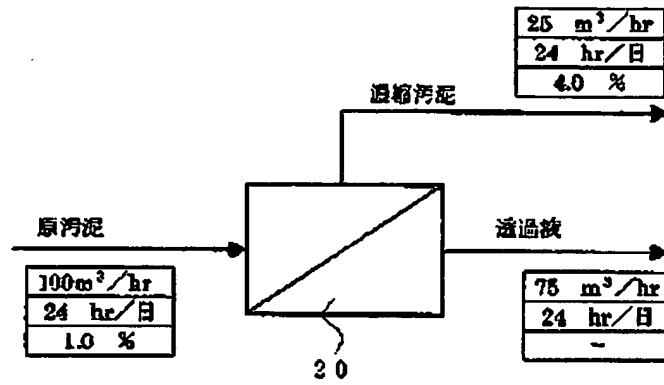 25 m³/hr
24 hr/日
4.0 %
濃縮汚泥
原汚泥
透過液
100m³/hr
24 hr/日
1.0 %
75 m³/hr
24 hr/日
-
20